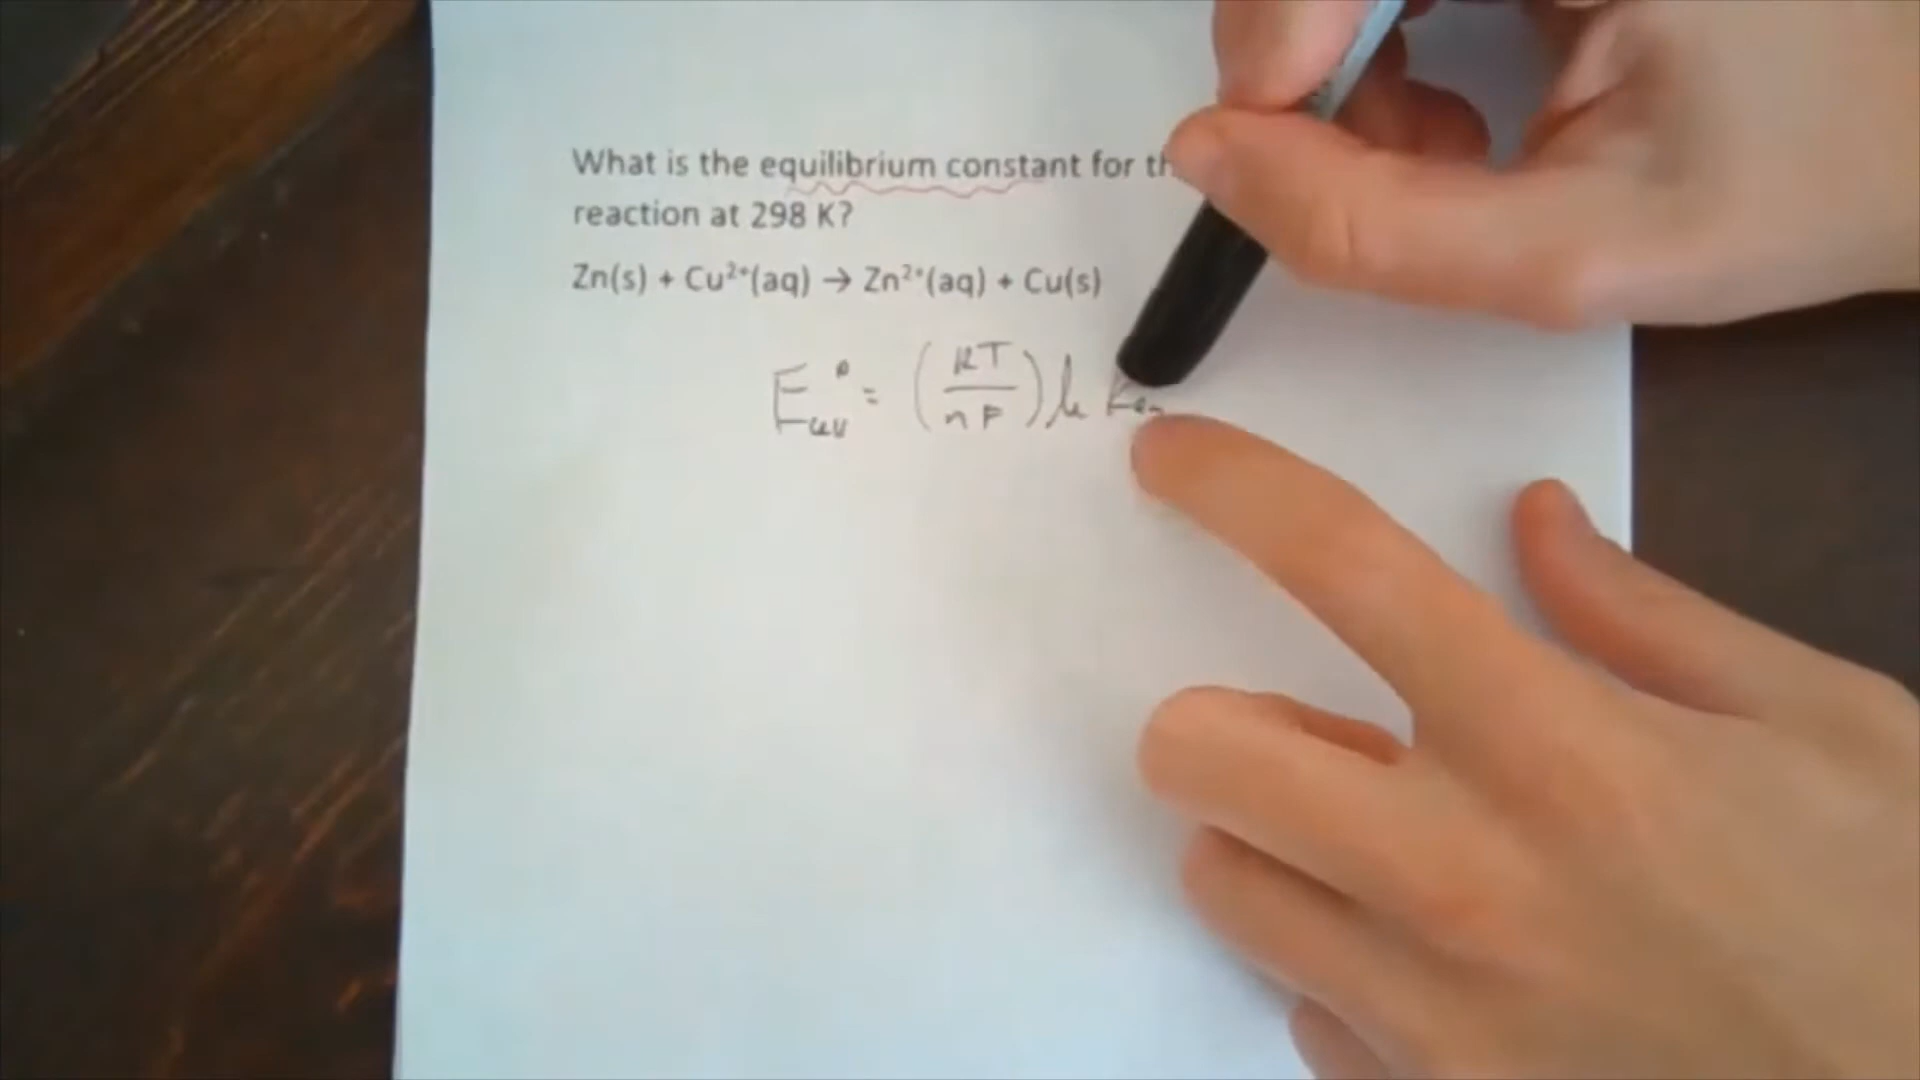 What is the equilibrium constant for th
reaction at 298 K?
Zn(s) + Cu²⁺(aq) → Zn²⁺(aq) + Cu(s)
E°cell = (RT/nF) ln Keq